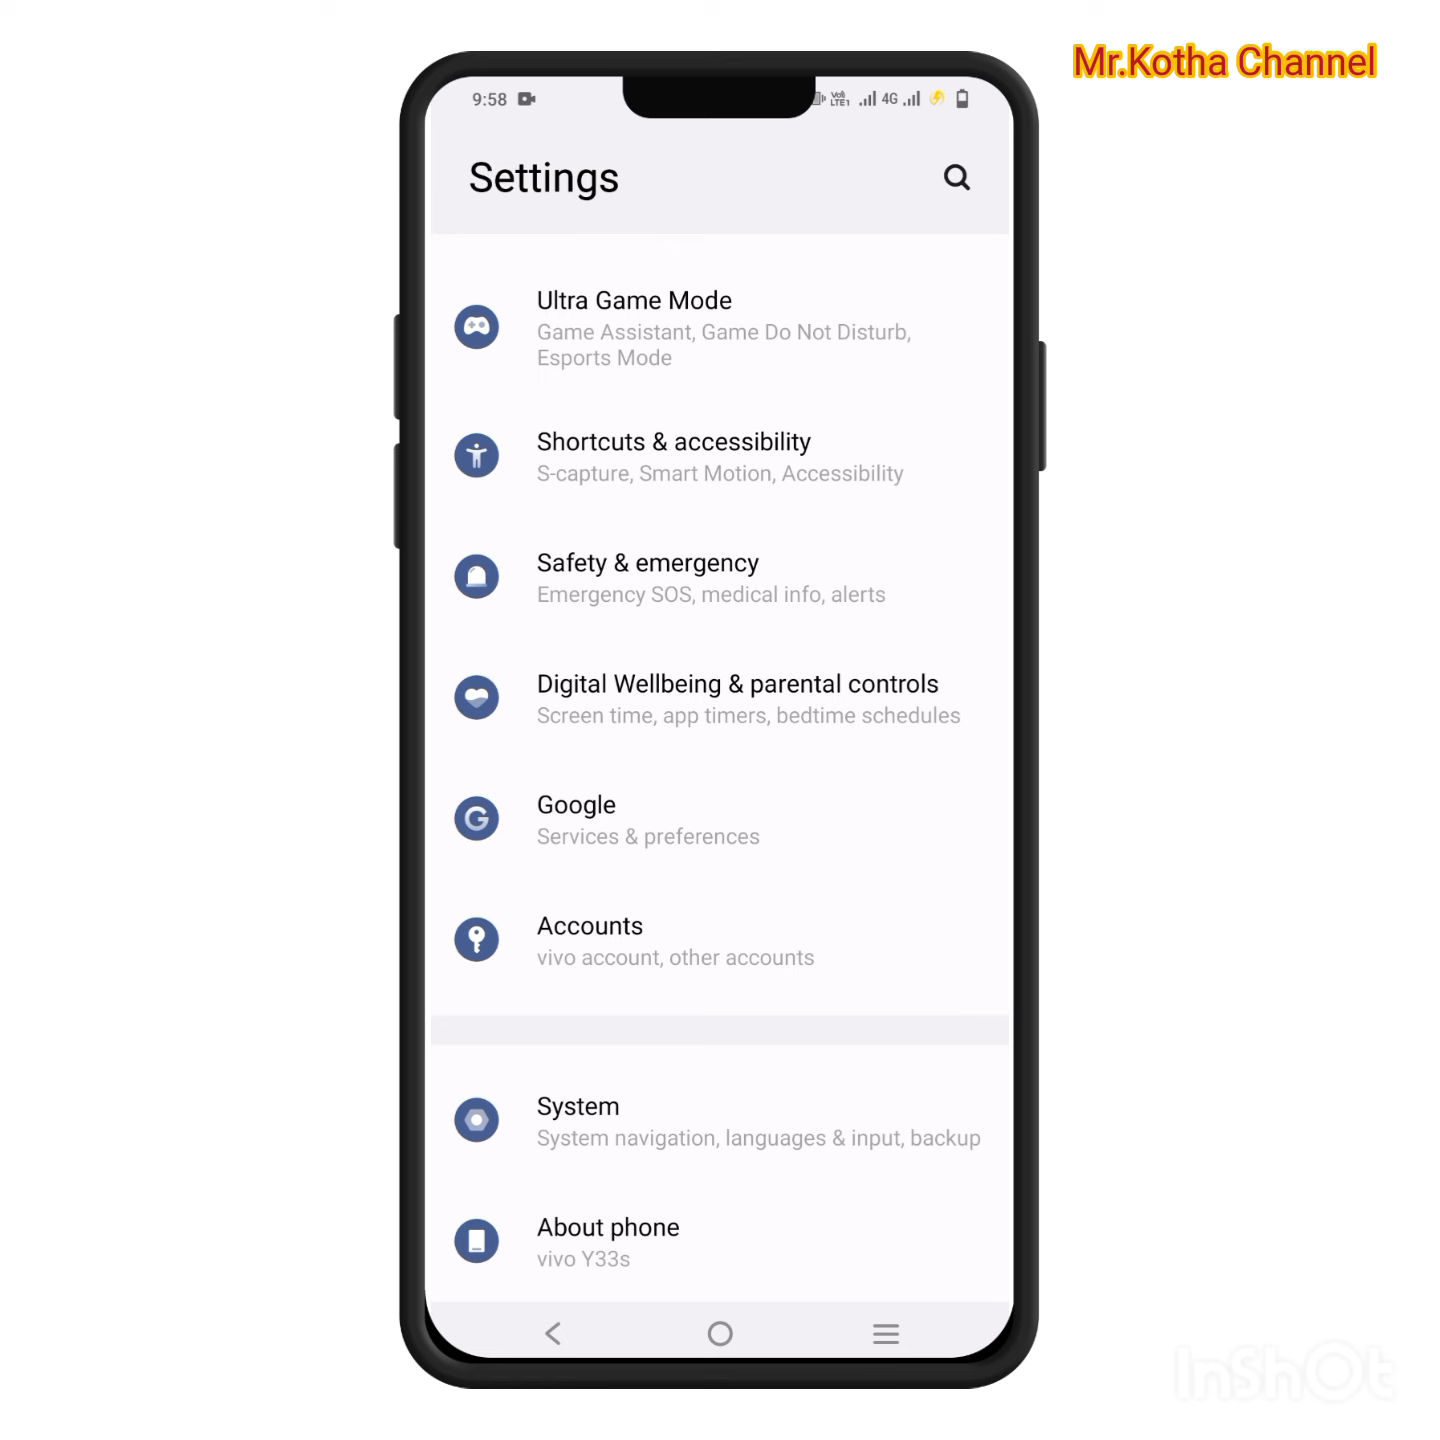 Mr.Kotha Channel
9:58 4G
Settings
Ultra Game Mode
Game Assistant, Game Do Not Disturb,
Esports Mode
Shortcuts & accessibility
S-capture, Smart Motion, Accessibility
Safety & emergency
Emergency SOS, medical info, alerts
Digital Wellbeing & parental controls
Screen time, app timers, bedtime schedules
Google
Services & preferences
Accounts
vivo account, other accounts
System
System navigation, languages & input, backup
About phone
vivo Y33s
InShOt